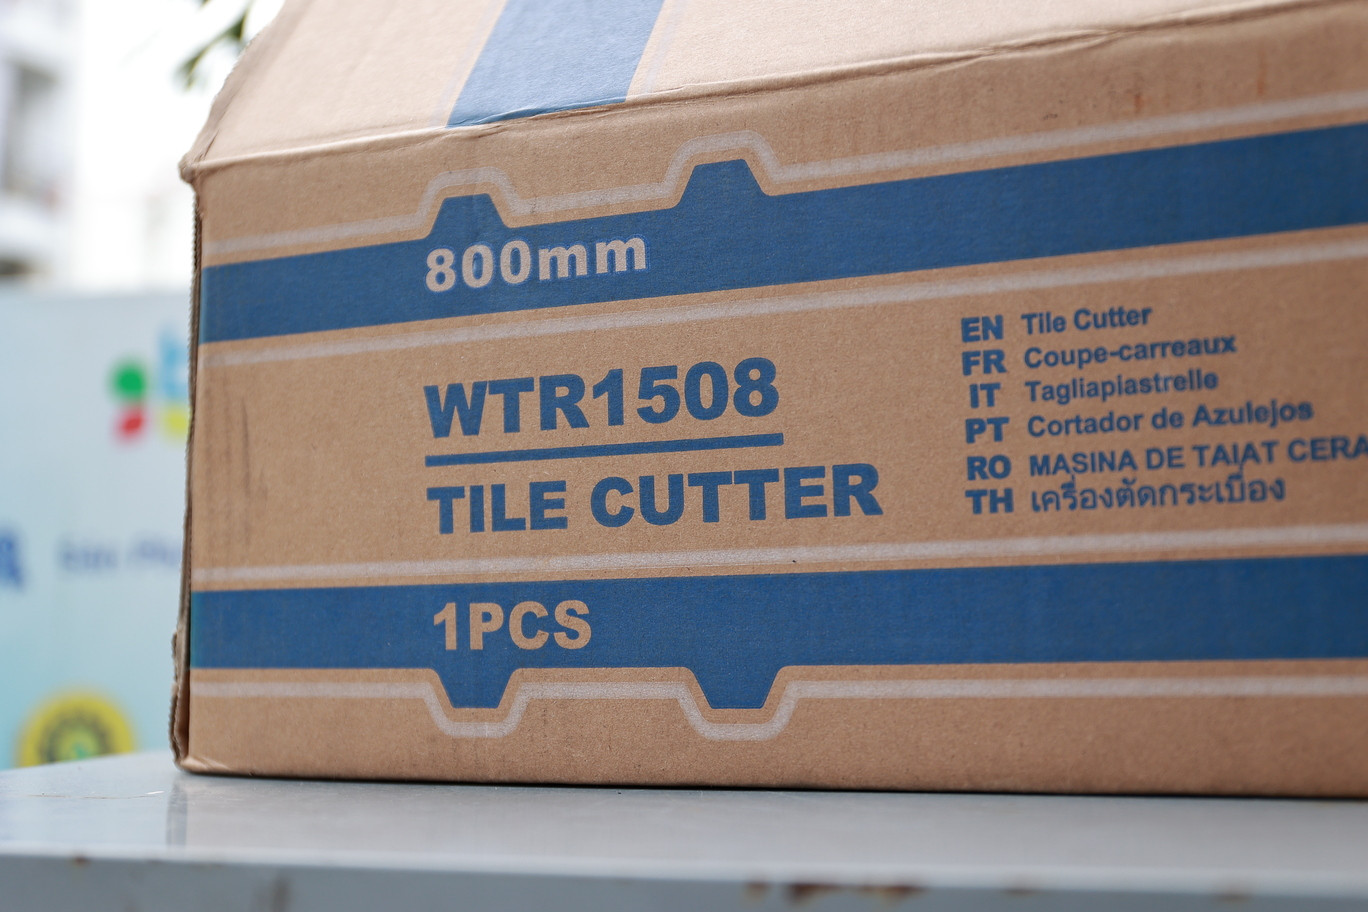 800mm
WTR1508
TILE CUTTER
1PCS
EN Tile Cutter
FR Coupe-carreaux
IT Tagliapiastrelle
PT Cortador de Azulejos
RO MASINA DE TAIAT CERA
TH เครื่องตัดกระเบื้อง